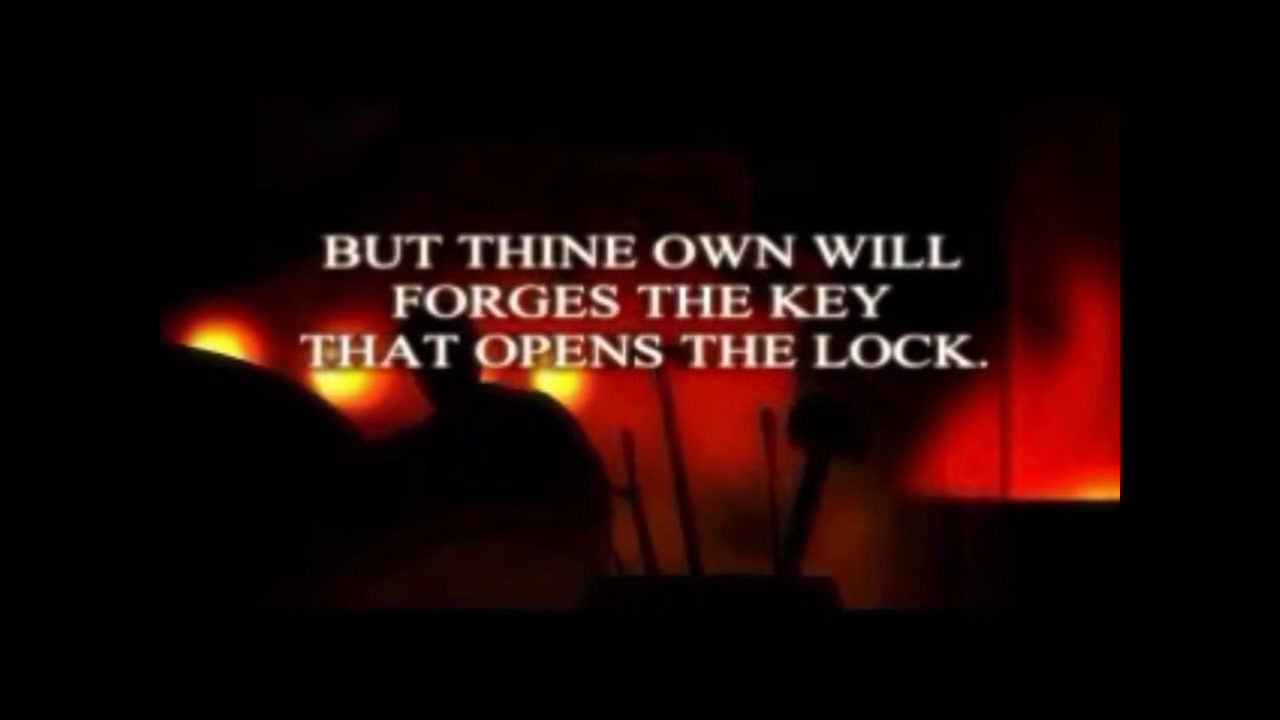 BUT THINE OWN WILL
FORGES THE KEY
THAT OPENS THE LOCK.